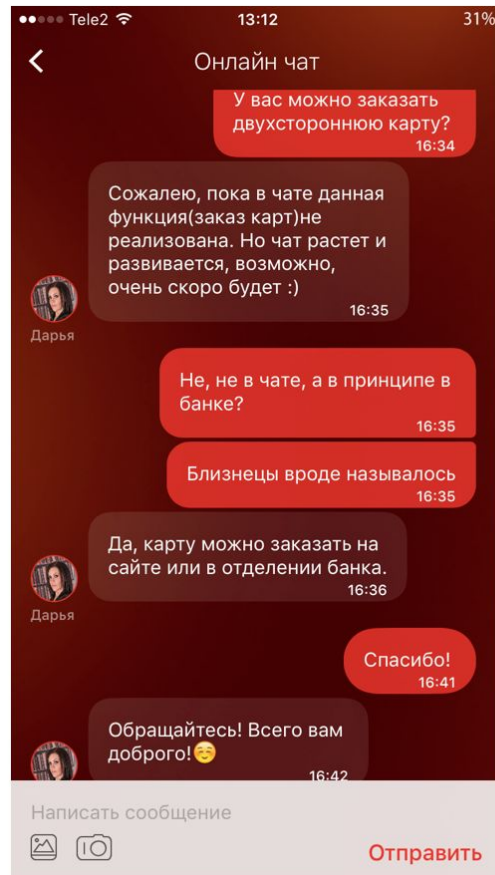 Tele2
13:12
31%
Онлайн чат
У вас можно заказать
двухстороннюю карту?
16:34
Сожалею, пока в чате данная
функция(заказ карт)не
реализована. Но чат растет и
развивается, возможно,
очень скоро будет :)
16:35
Дарья
Не, не в чате, а в принципе в
банке?
16:35
Близнецы вроде называлось
16:35
Да, карту можно заказать на
сайте или в отделении банка.
16:36
Дарья
Спасибо!
16:41
Обращайтесь! Всего вам
доброго!☺️
16:42
Написать сообщение
Отправить